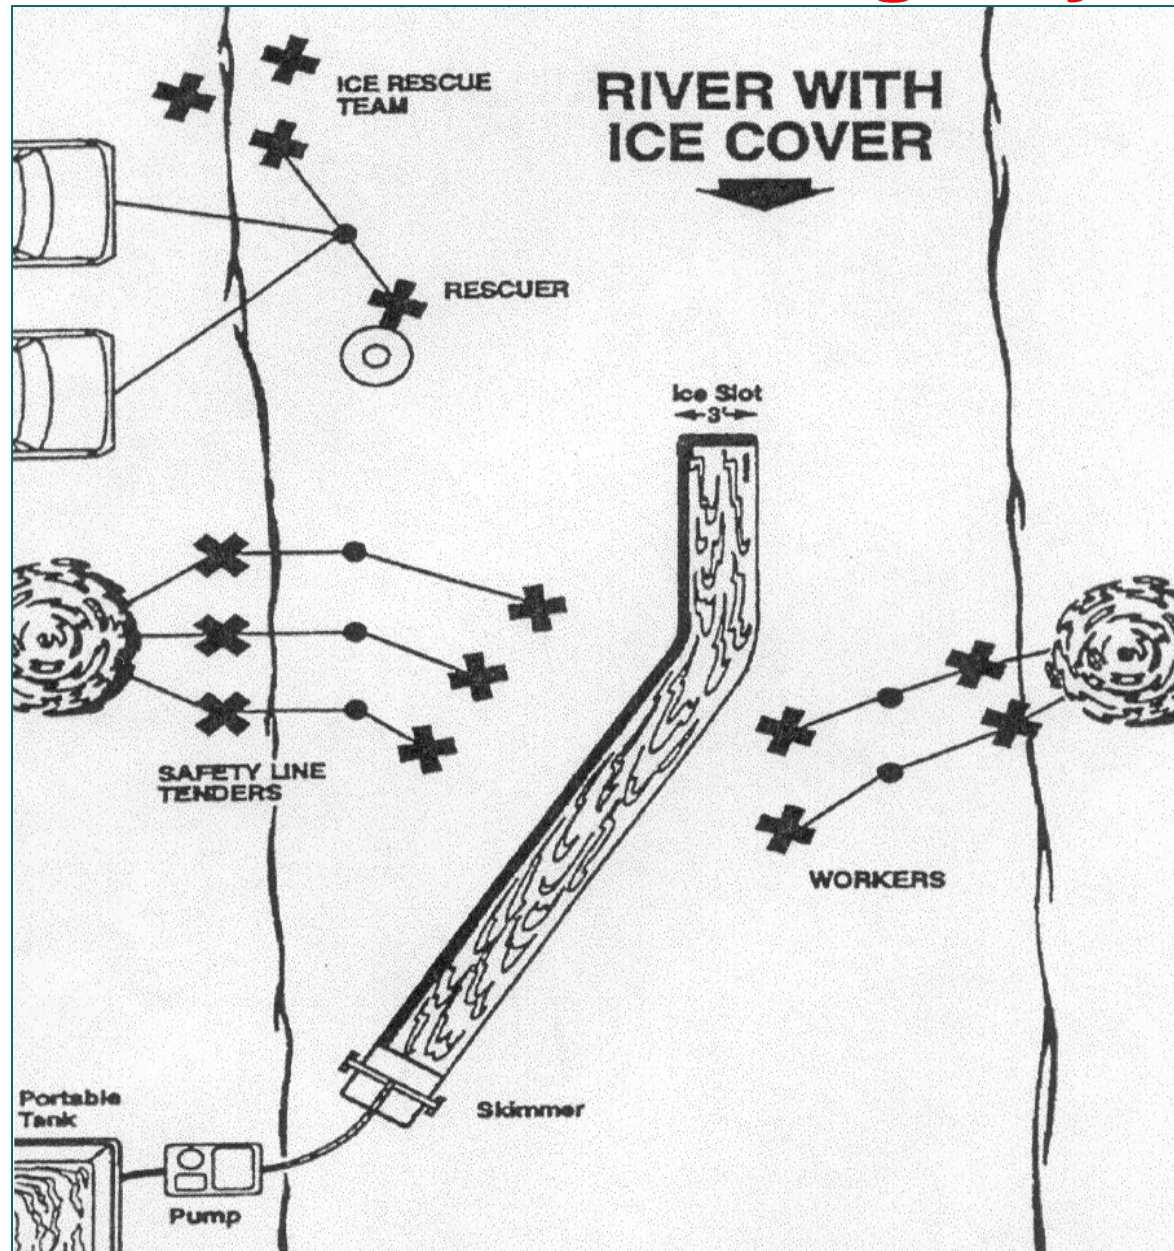 ICE RESCUE
TEAM
RIVER WITH
ICE COVER
RESCUER
Ice Slot
3'
SAFETY LINE
TENDERS
WORKERS
Portable
Tank
Skimmer
Pump